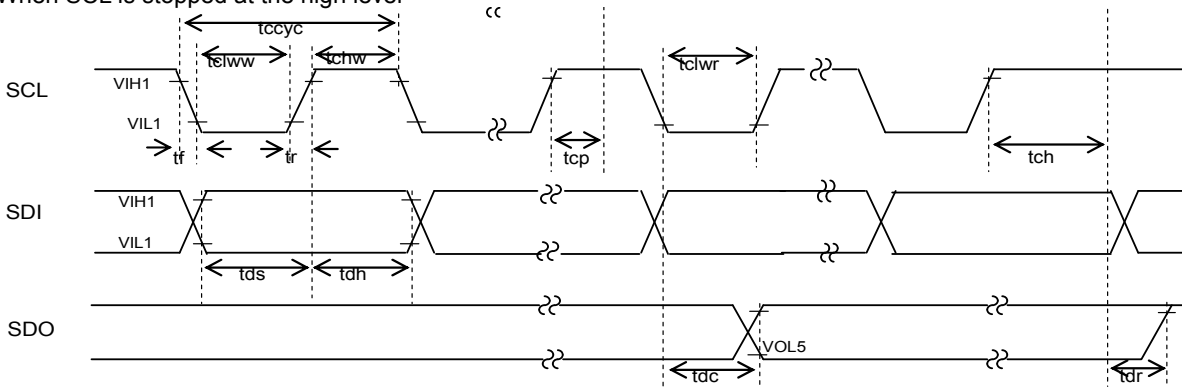 When SCL is stopped at the high level
tccyc
tclww
tchw
tclwr
SCL
VIH1
VIL1
tf
tr
tcp
tch
SDI
VIH1
VIL1
tds
tdh
SDO
VOL5
tdc
tdr